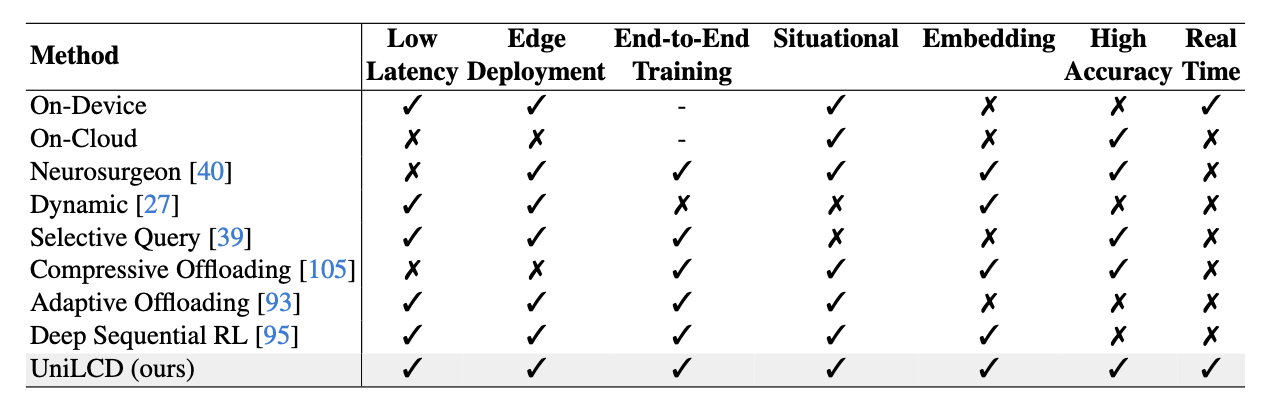 Method Low Latency Edge Deployment End-to-End Training Situational Embedding High Accuracy Real Time
On-Device ✓ ✓ - ✓ ✗ ✗ ✓
On-Cloud ✗ ✗ - ✓ ✗ ✓ ✗
Neurosurgeon [40] ✗ ✓ ✓ ✓ ✓ ✓ ✗
Dynamic [27] ✓ ✓ ✗ ✗ ✓ ✗ ✗
Selective Query [39] ✓ ✓ ✓ ✗ ✗ ✓ ✗
Compressive Offloading [105] ✗ ✗ ✓ ✓ ✓ ✓ ✗
Adaptive Offloading [93] ✓ ✓ ✓ ✓ ✗ ✗ ✗
Deep Sequential RL [95] ✓ ✓ ✓ ✓ ✓ ✗ ✗
UniLCD (ours) ✓ ✓ ✓ ✓ ✓ ✓ ✓